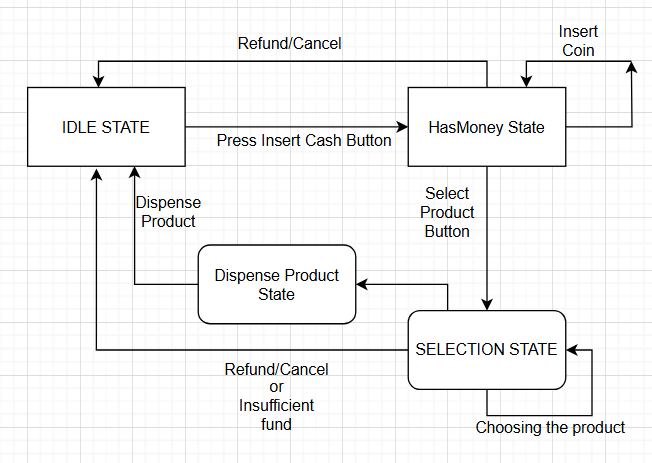 Insert
Coin
Refund/Cancel
IDLE STATE
HasMoney State
Press Insert Cash Button
Select
Product
Button
Dispense
Product
Dispense Product
State
SELECTION STATE
Refund/Cancel
or
Insufficient
fund
Choosing the product